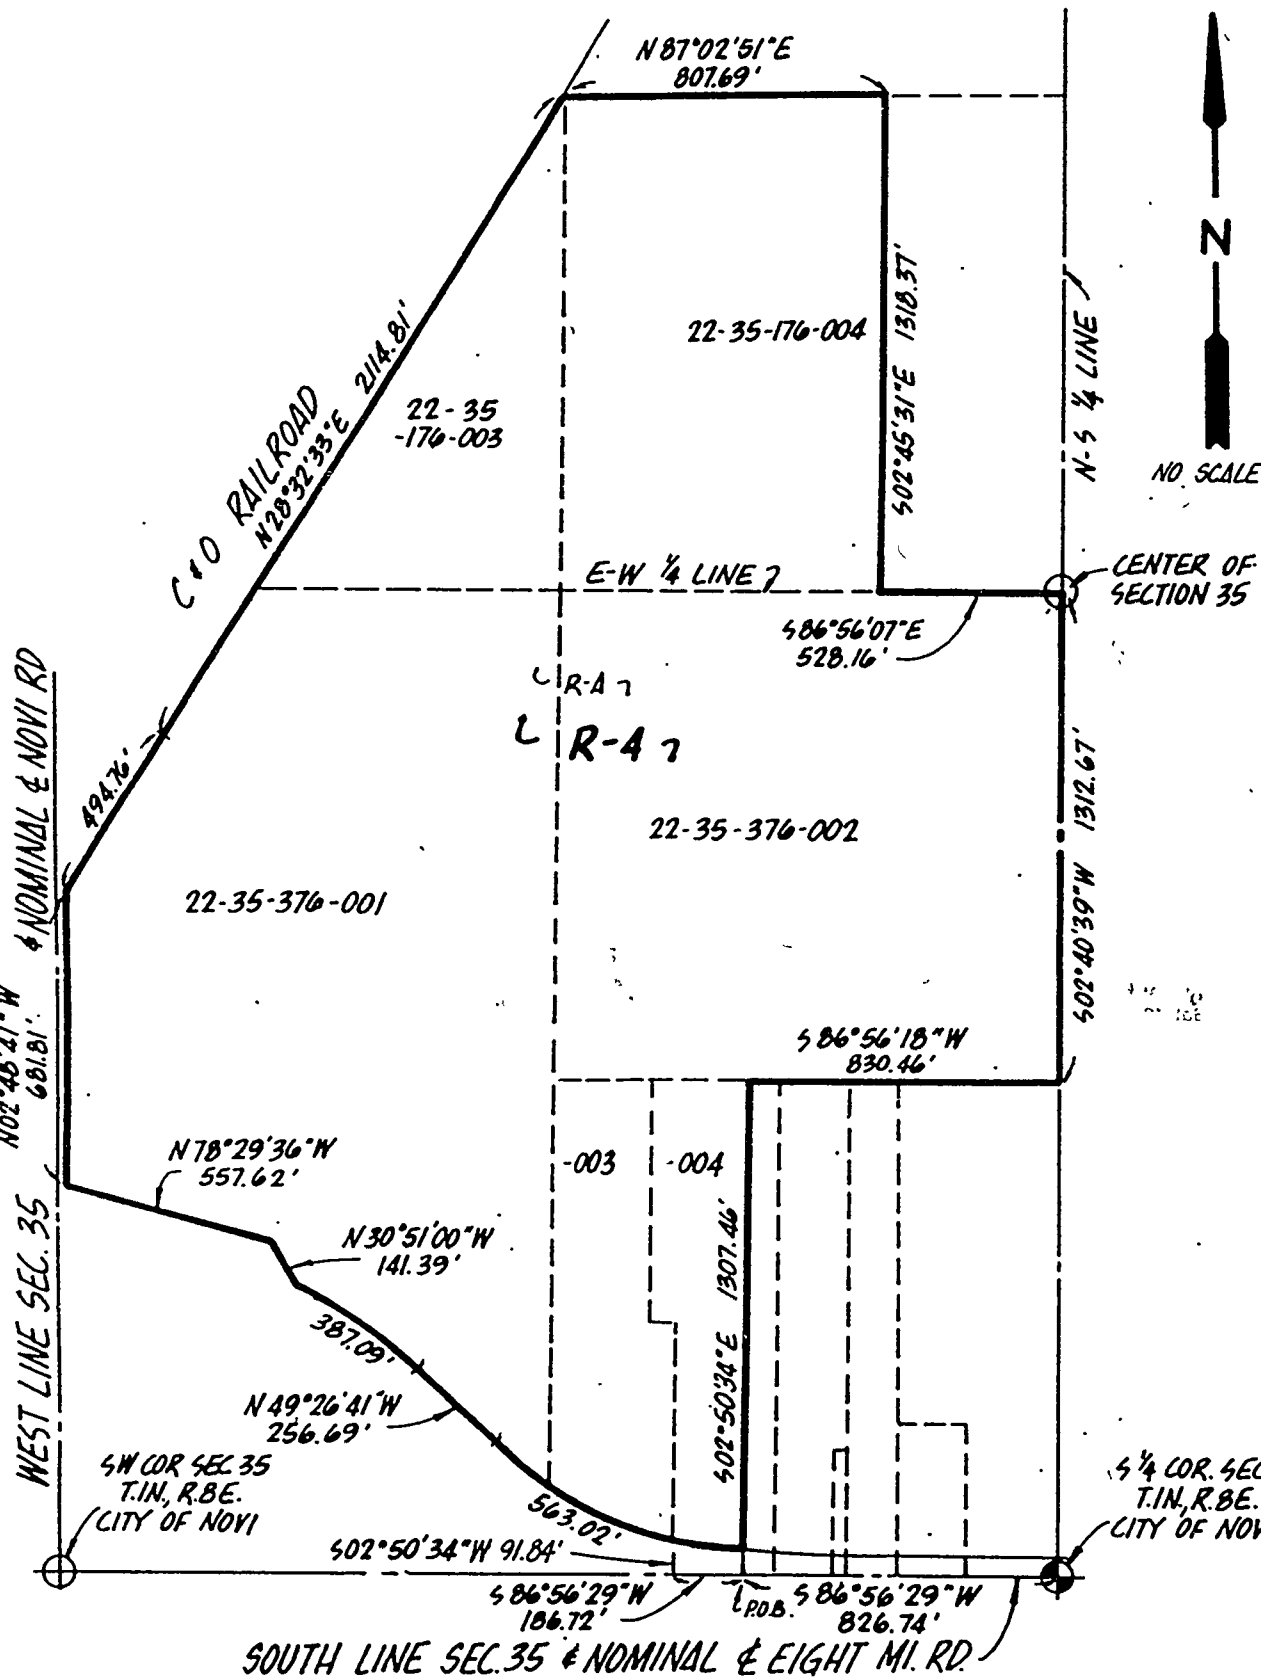 N87°02'51"E
807.69'
N
NO SCALE
C & O RAILROAD
N28°32'33"E 2114.81'
22-35
-176-003
22-35-176-004
S02°45'31"E 1318.37'
N-S ¼ LINE
E-W ¼ LINE
CENTER OF
SECTION 35
S86°56'07"E
528.16'
R-A
R-4
494.76'
22-35-376-002
22-35-376-001
S02°40'39"W 1312.67'
WEST LINE SEC. 35 & NOMINAL ℄ NOVI RD
N02°48'41"W
681.81'
S86°56'18"W
830.46'
N78°29'36"W
557.62'
-003
-004
N30°51'00"W
141.39'
387.09'
S02°50'34"E 1307.46'
N49°26'41"W
256.69'
563.02'
SW COR SEC 35
T.1N., R.8E.
CITY OF NOVI
S ¼ COR. SEC
T.1N., R.8E.
CITY OF NOV
S02°50'34"W 91.84'
S86°56'29"W
186.72'
P.O.B.
S86°56'29"W
826.74'
SOUTH LINE SEC. 35 & NOMINAL ℄ EIGHT MI. RD.